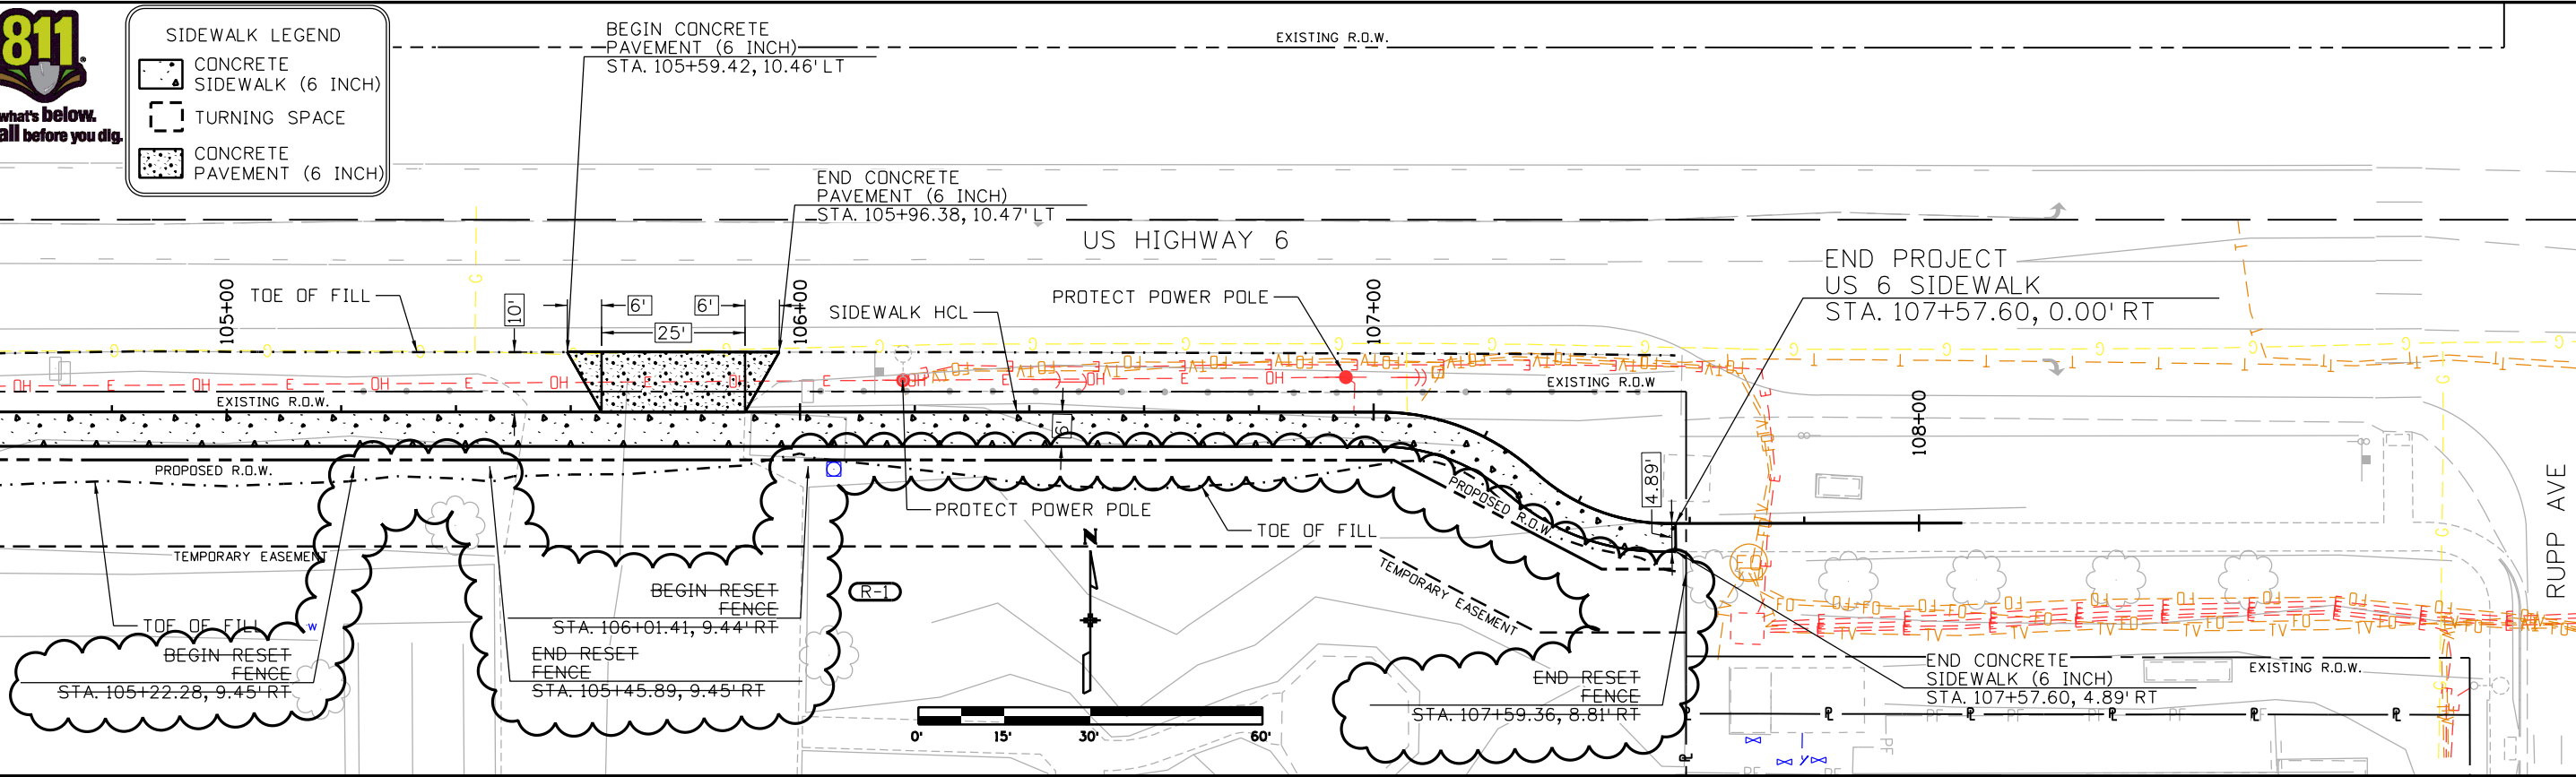 811
what's below.
all before you dig.
SIDEWALK LEGEND
CONCRETE
SIDEWALK (6 INCH)
TURNING SPACE
CONCRETE
PAVEMENT (6 INCH)
BEGIN CONCRETE
PAVEMENT (6 INCH)
STA. 105+59.42, 10.46' LT
EXISTING R.O.W.
END CONCRETE
PAVEMENT (6 INCH)
STA. 105+96.38, 10.47' LT
US HIGHWAY 6
END PROJECT
US 6 SIDEWALK
STA. 107+57.60, 0.00' RT
TOE OF FILL
105+00
10'
6'
6'
25'
106+00
SIDEWALK HCL
PROTECT POWER POLE
107+00
108+00
EXISTING R.O.W
EXISTING R.O.W.
6'
PROPOSED R.O.W.
4.89'
PROPOSED R.O.W.
PROTECT POWER POLE
TOE OF FILL
N
TEMPORARY EASEMENT
TEMPORARY EASEMENT
RUPP AVE
R-1
BEGIN RESET
FENCE
STA. 106+01.41, 9.44' RT
TOE OF FILL
BEGIN RESET
FENCE
STA. 105+22.28, 9.45' RT
END RESET
FENCE
STA. 105+45.89, 9.45' RT
END RESET
FENCE
STA. 107+59.36, 8.81' RT
END CONCRETE
SIDEWALK (6 INCH)
STA. 107+57.60, 4.89' RT
EXISTING R.O.W.
0'
15'
30'
60'